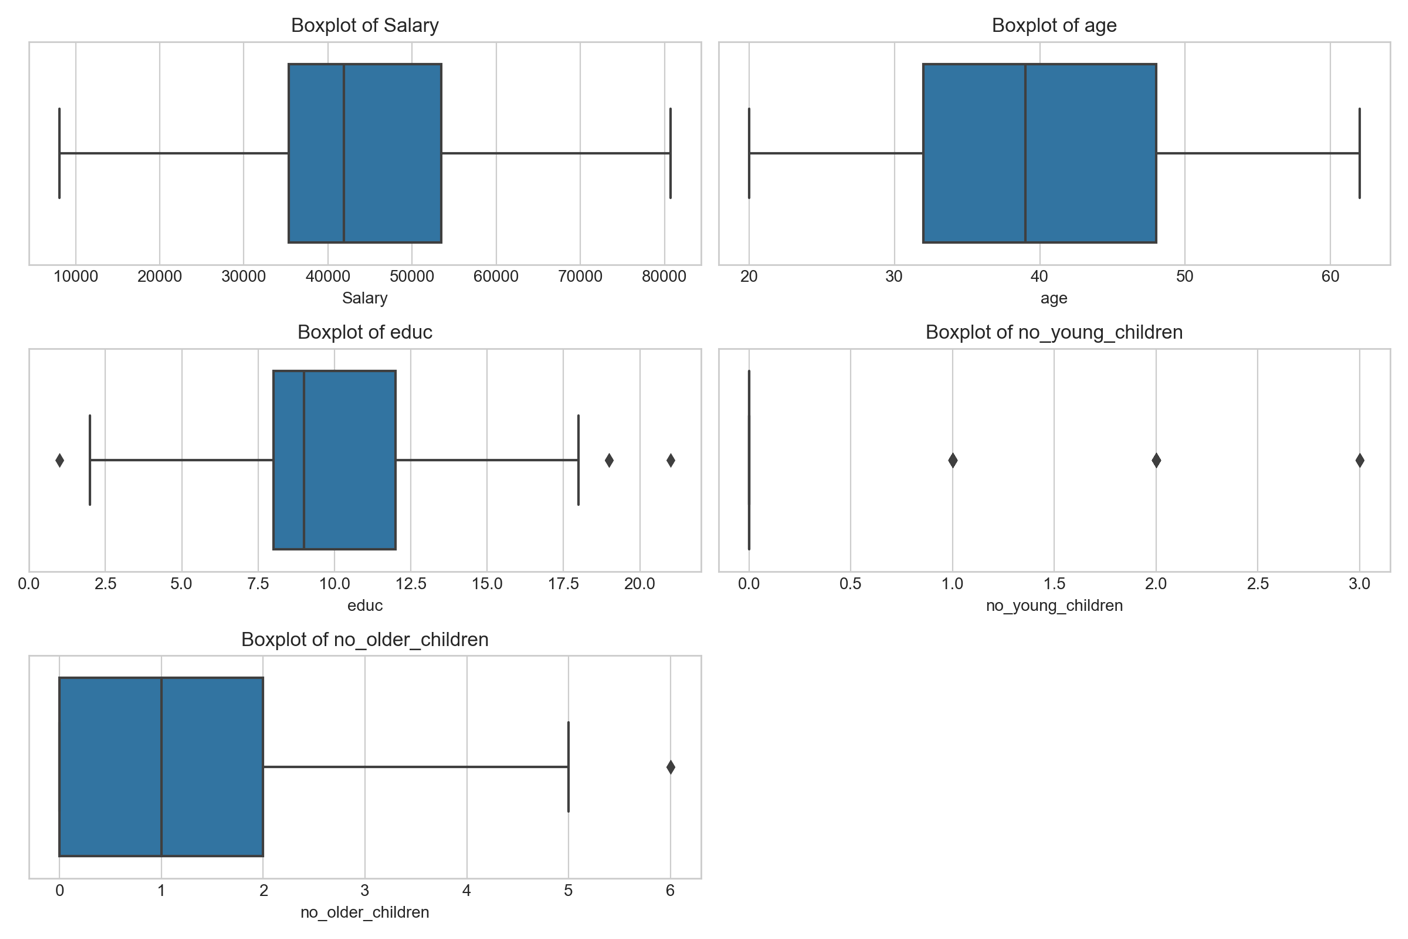 Boxplot of Salary
10000 20000 30000 40000 50000 60000 70000 80000
Salary
Boxplot of age
20 30 40 50 60
age
Boxplot of educ
0.0 2.5 5.0 7.5 10.0 12.5 15.0 17.5 20.0
educ
Boxplot of no_young_children
0.0 0.5 1.0 1.5 2.0 2.5 3.0
no_young_children
Boxplot of no_older_children
0 1 2 3 4 5 6
no_older_children